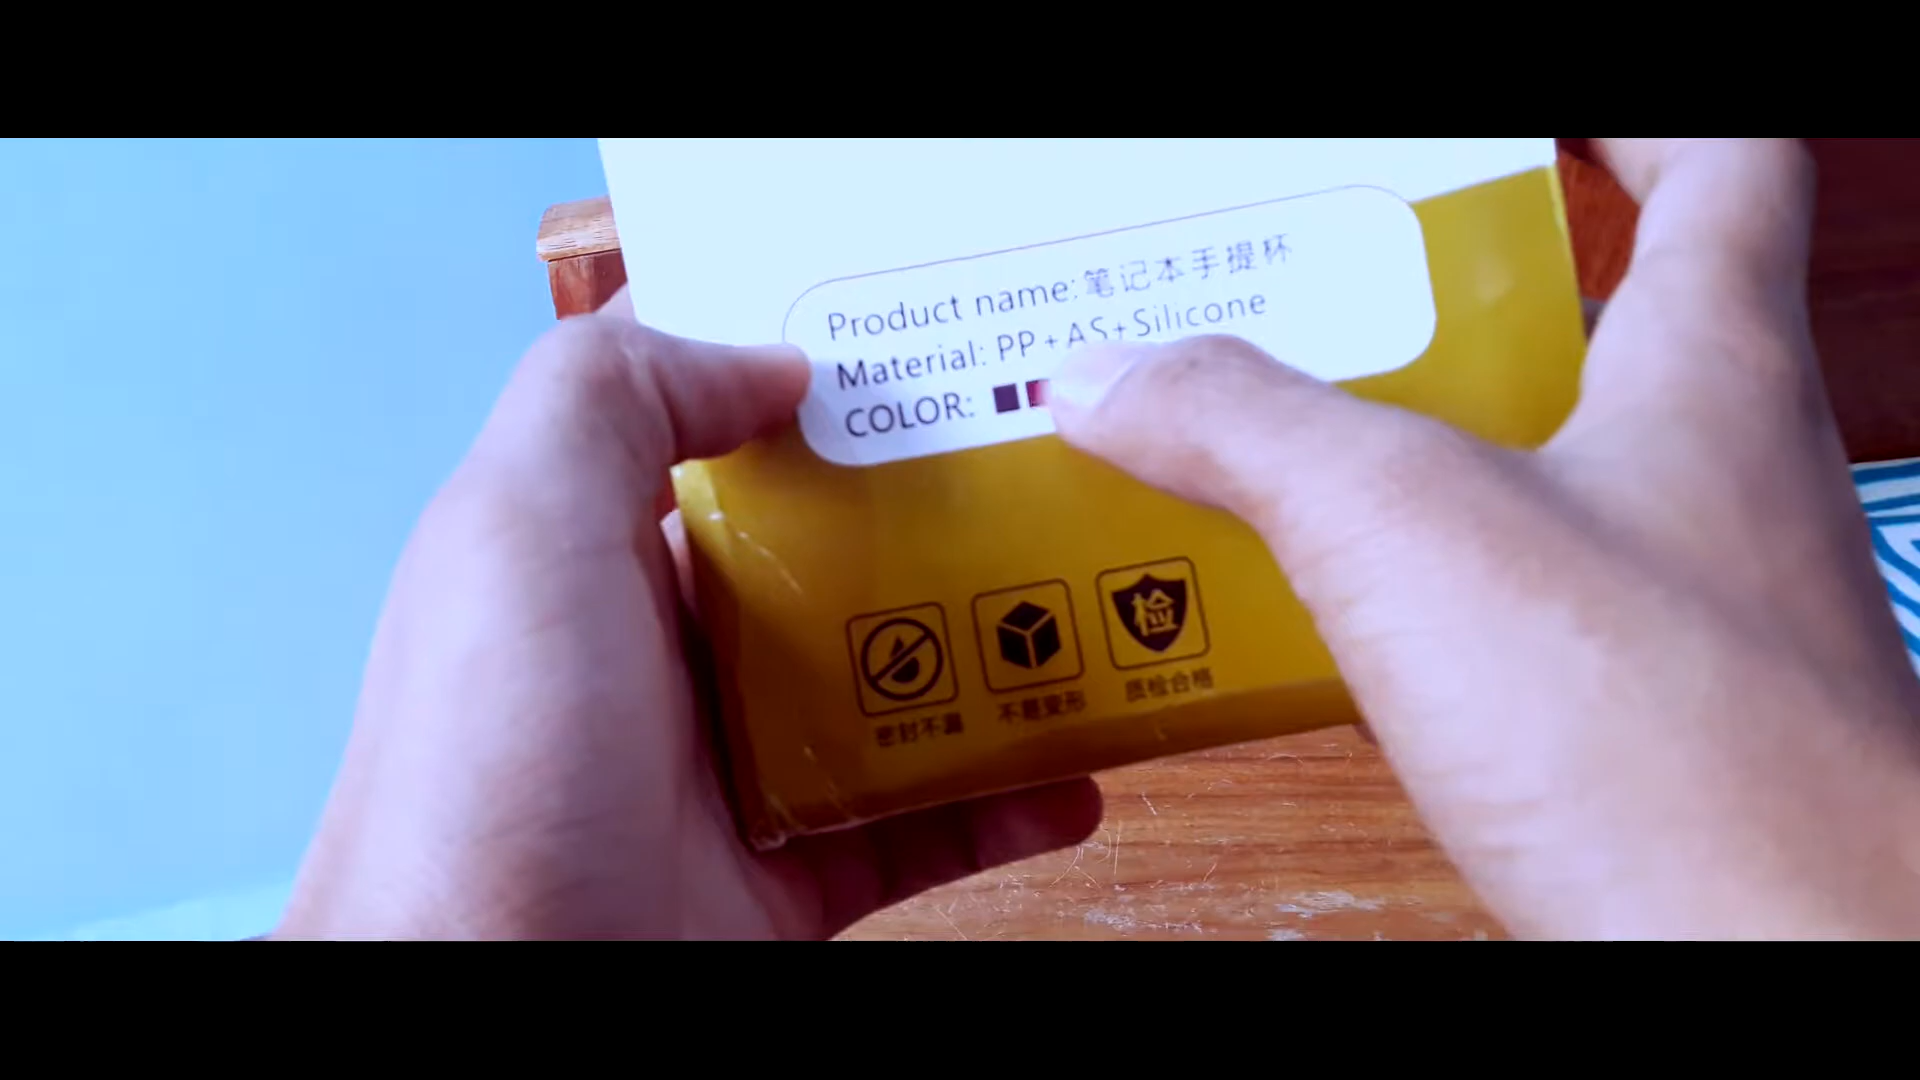 Product name:笔记本手提杯
Material: PP+AS+Silicone
COLOR:
检
密封不漏
不易变形
质检合格